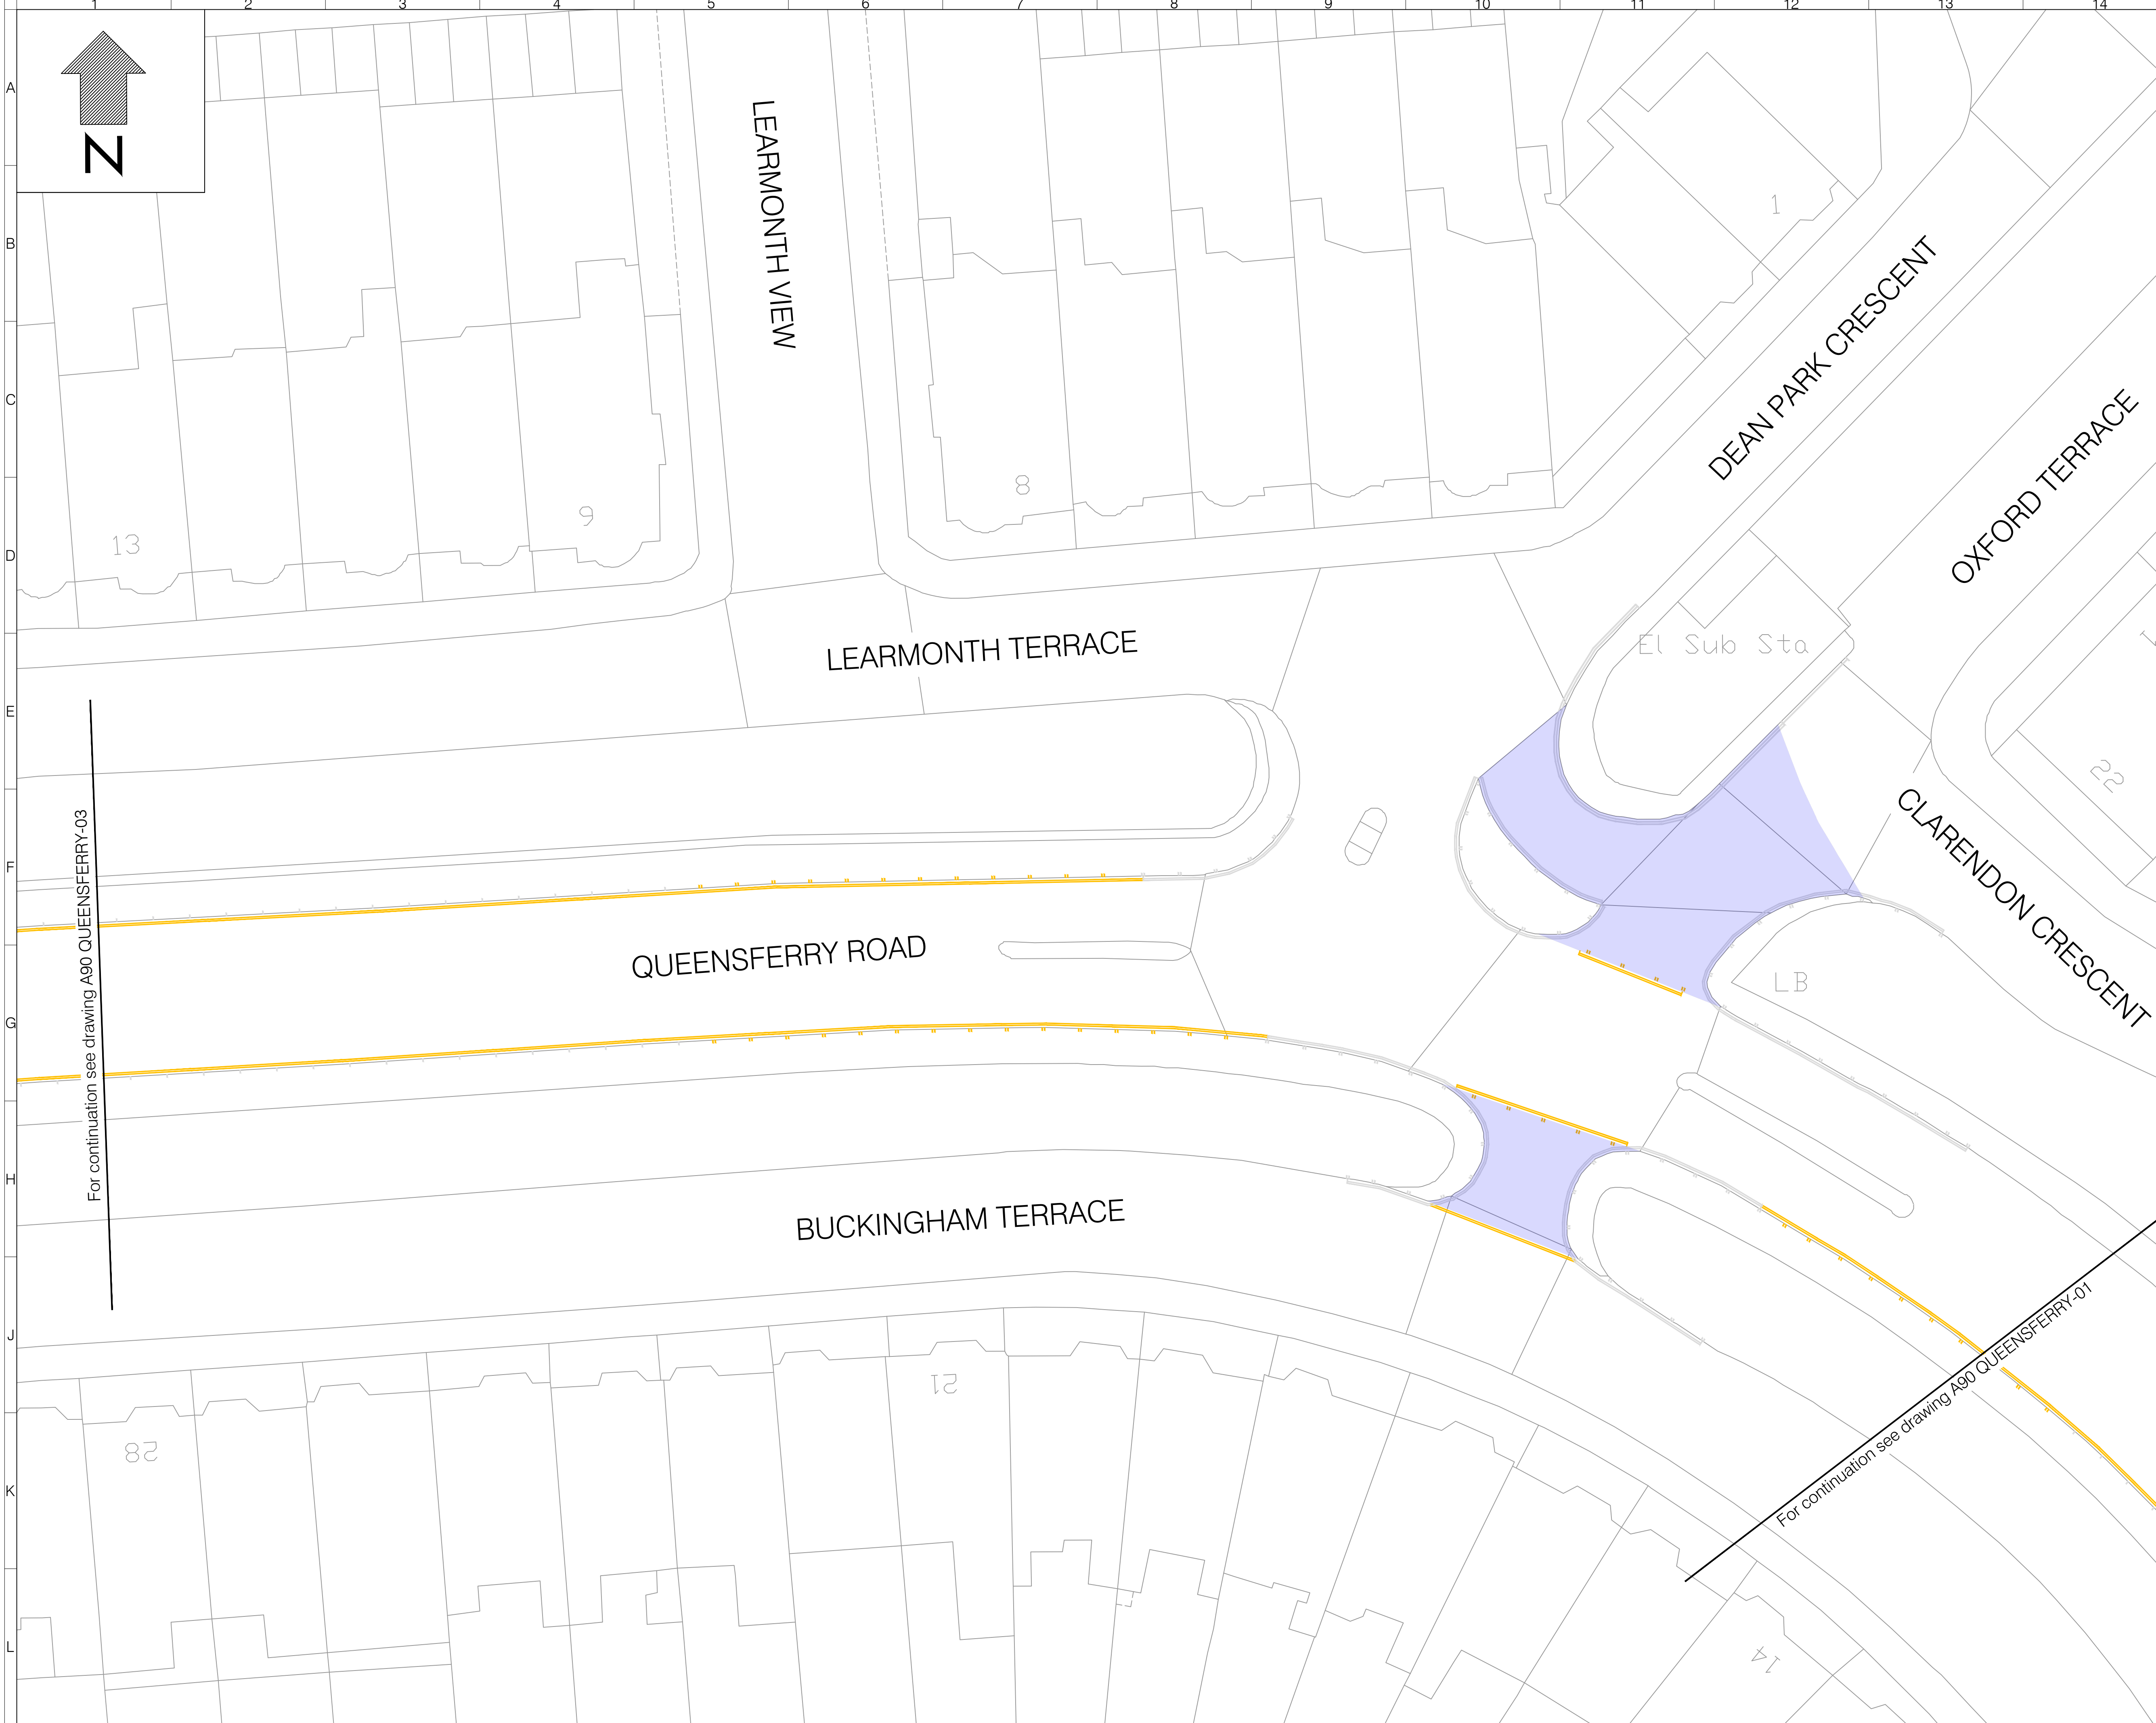 1 2 3 4 5 6 7 8 9 10 11 12 13 14
A
B
C
D
E
F
G
H
J
K
L
N
LEARMONTH VIEW
1
DEAN PARK CRESCENT
OXFORD TERRACE
8
9
13
El Sub Sta
LEARMONTH TERRACE
22
CLARENDON CRESCENT
For continuation see drawing A90 QUEENSFERRY-03
QUEENSFERRY ROAD
LB
BUCKINGHAM TERRACE
For continuation see drawing A90 QUEENSFERRY-01
21
28
14